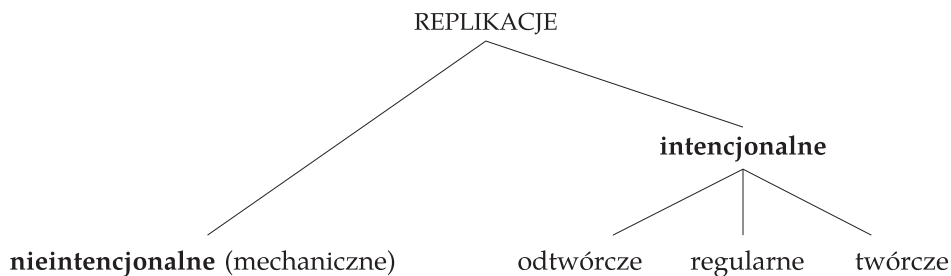 REPLIKACJE
intencjonalne
nieintencjonalne (mechaniczne) odtwórcze regularne twórcze